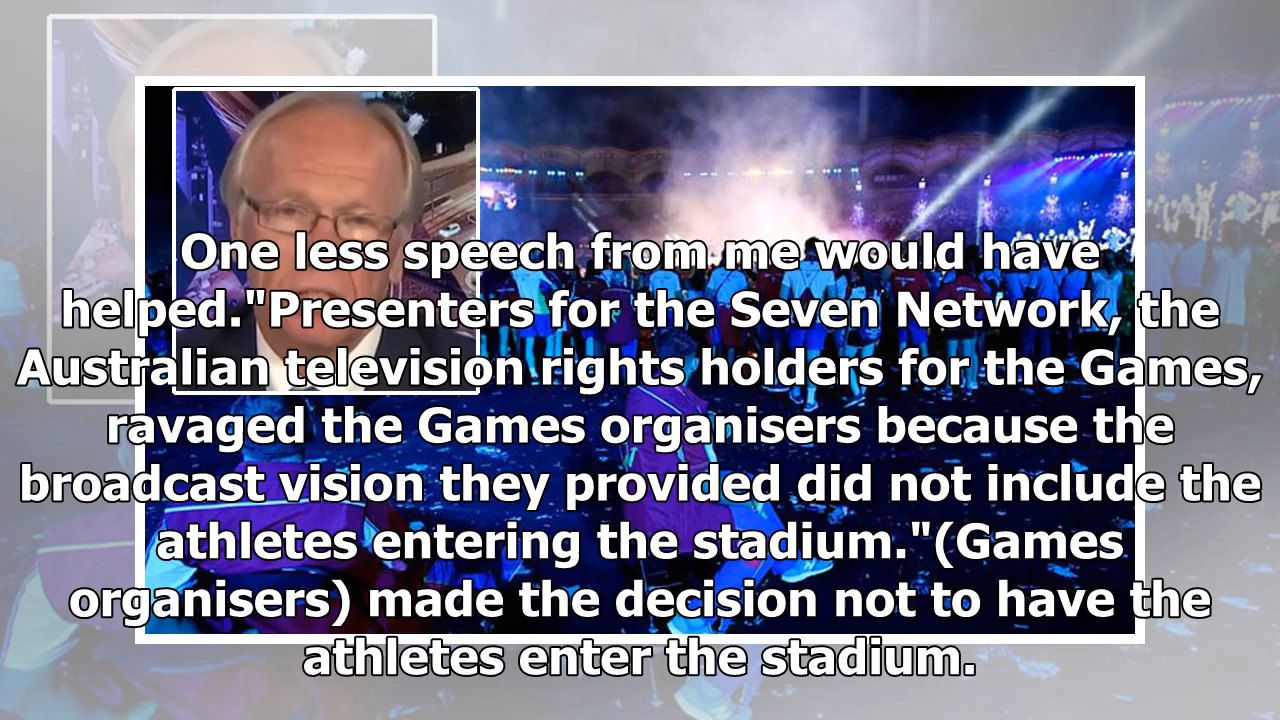 One less speech from me would have
helped."Presenters for the Seven Network, the
Australian television rights holders for the Games,
ravaged the Games organisers because the
broadcast vision they provided did not include the
athletes entering the stadium."(Games
organisers) made the decision not to have the
athletes enter the stadium.